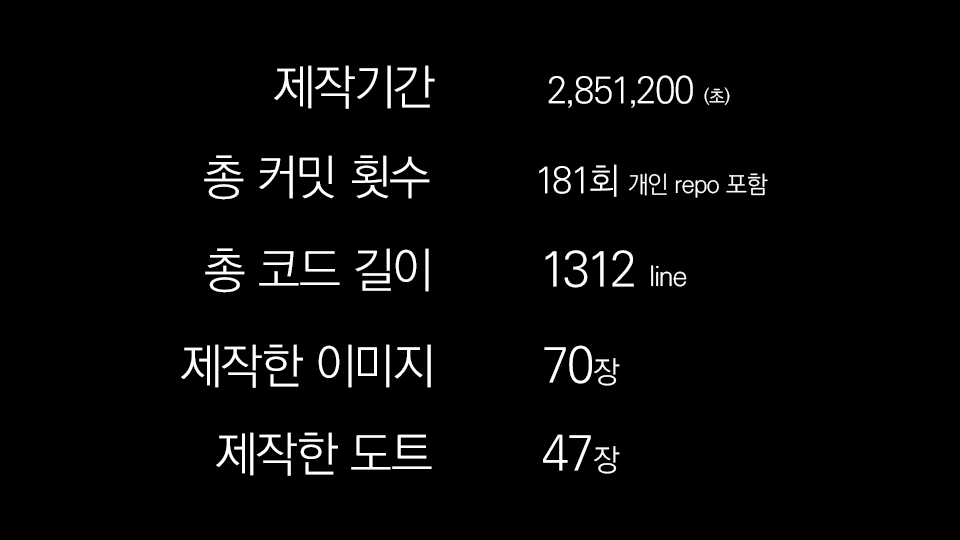 제작기간 2,851,200 (초)
총 커밋 횟수 181회 개인 repo 포함
총 코드 길이 1312 line
제작한 이미지 70장
제작한 도트 47장